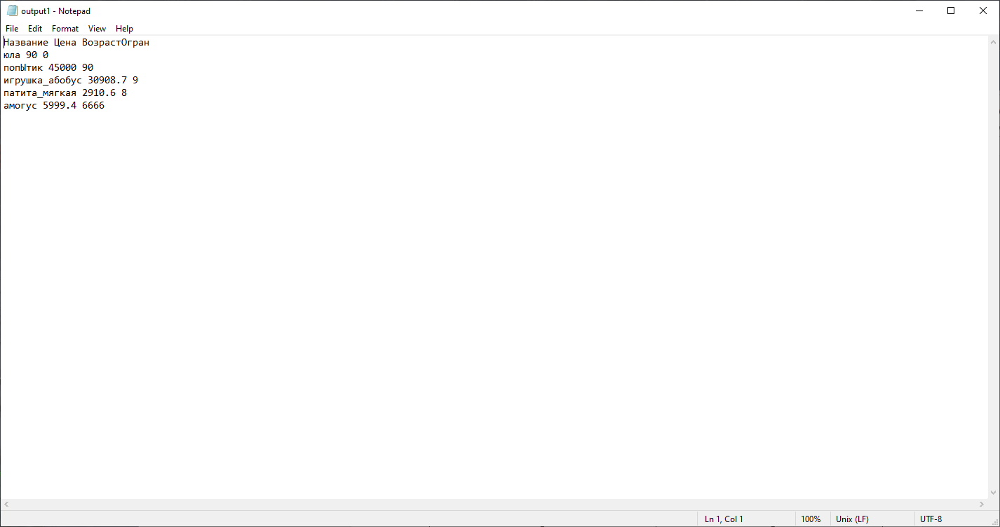 output1 - Notepad
File Edit Format View Help
Название Цена ВозрастОгран
юла 90 0
попЫтик 45000 90
игрушка_абобус 30908.7 9
патита_мягкая 2910.6 8
амогус 5999.4 6666
Ln 1, Col 1 100% Unix (LF) UTF-8